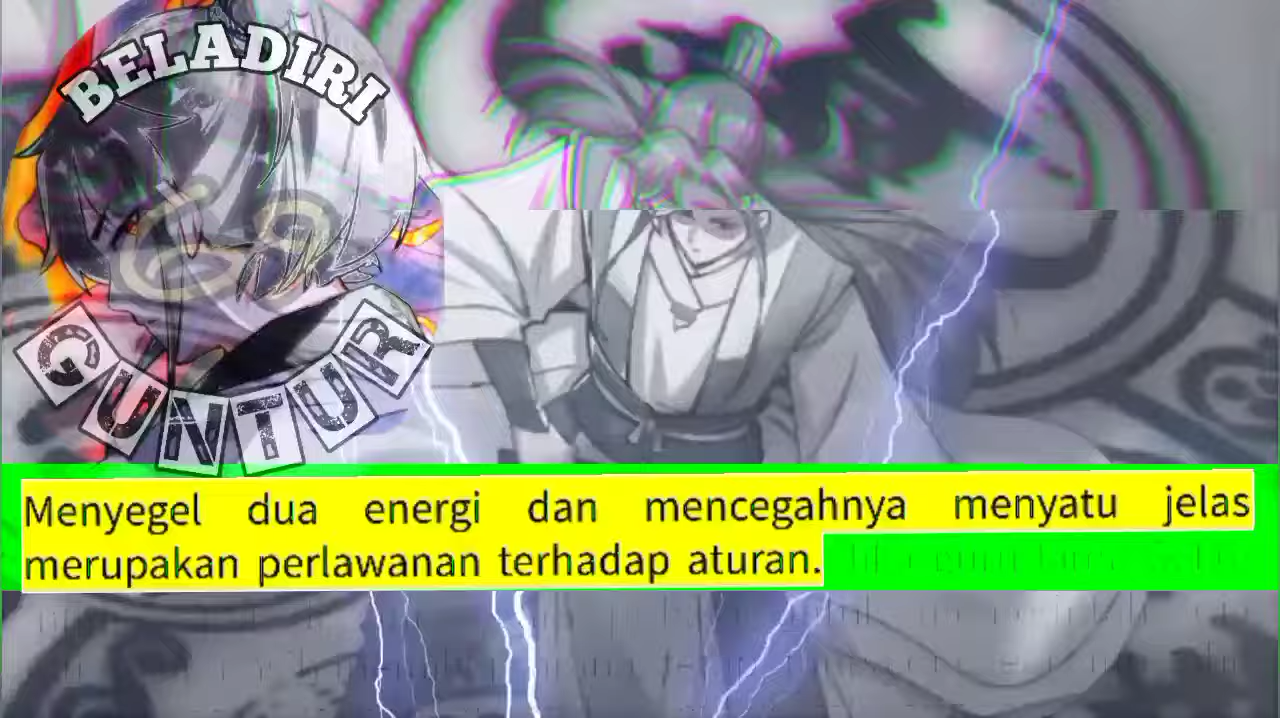 BELADIRI
GUNTUR
Menyegel dua energi dan mencegahnya menyatu jelas
merupakan perlawanan terhadap aturan.